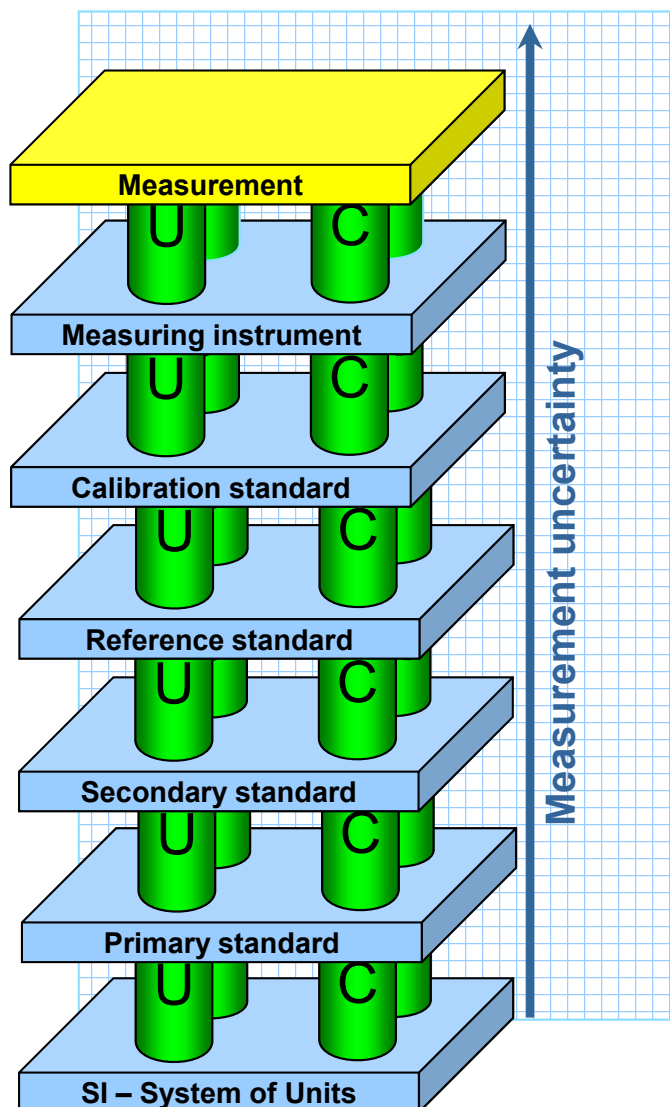 Measurement
U C
Measuring instrument
U C
Calibration standard
U C
Reference standard
U C
Secondary standard
U C
Primary standard
U C
SI – System of Units
Measurement uncertainty